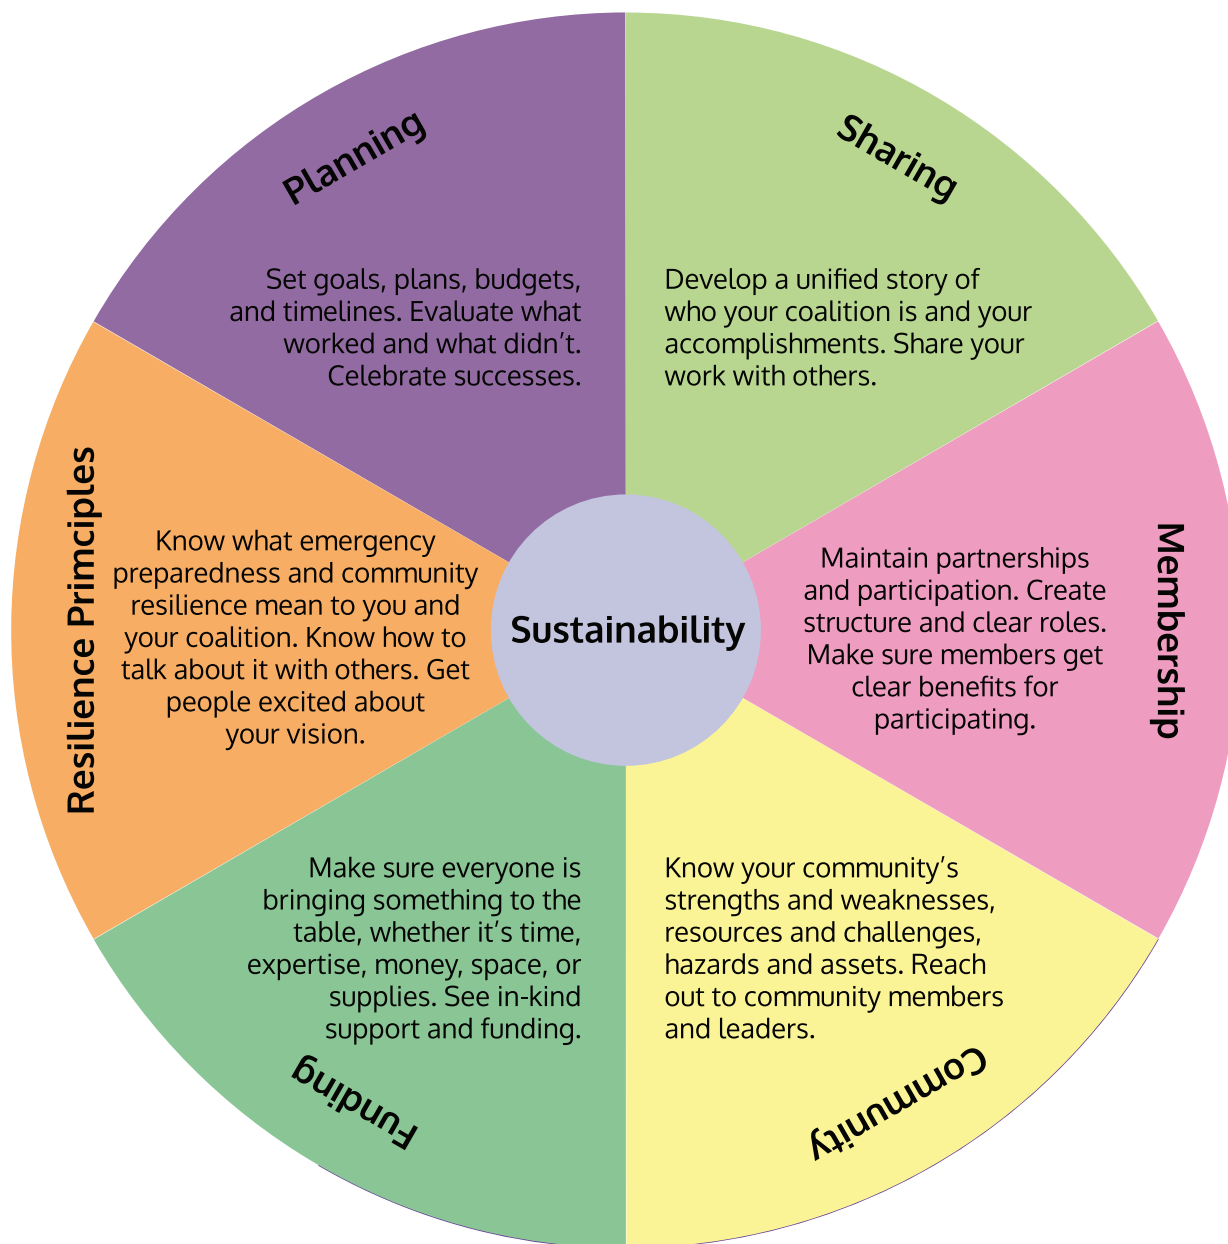 Planning
Set goals, plans, budgets,
and timelines. Evaluate what
worked and what didn’t.
Celebrate successes.
Sharing
Develop a unified story of
who your coalition is and your
accomplishments. Share your
work with others.
Membership
Maintain partnerships
and participation. Create
structure and clear roles.
Make sure members get
clear benefits for
participating.
Community
Know your community’s
strengths and weaknesses,
resources and challenges,
hazards and assets. Reach
out to community members
and leaders.
Funding
Make sure everyone is
bringing something to the
table, whether it’s time,
expertise, money, space, or
supplies. See in-kind
support and funding.
Resilience Primciples
Know what emergency
preparedness and community
resilience mean to you and
your coalition. Know how to
talk about it with others. Get
people excited about
your vision.
Sustainability